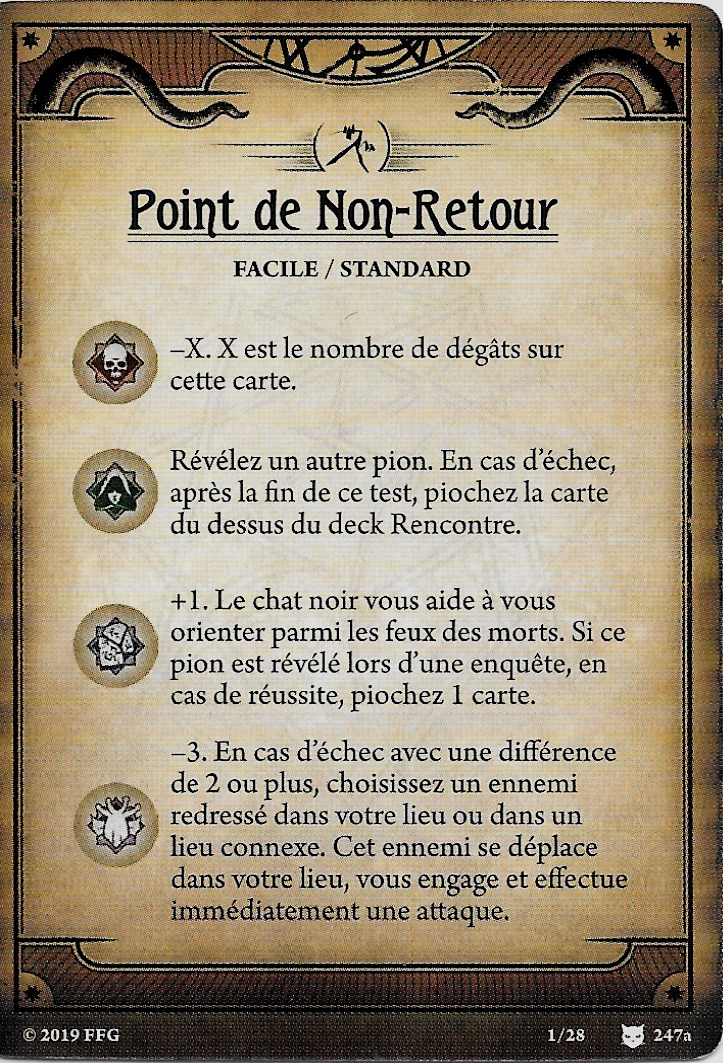 Point de Non-Retour
FACILE / STANDARD
–X. X est le nombre de dégâts sur
cette carte.
Révélez un autre pion. En cas d’échec,
après la fin de ce test, piochez la carte
du dessus du deck Rencontre.
+1. Le chat noir vous aide à vous
orienter parmi les feux des morts. Si ce
pion est révélé lors d’une enquête, en
cas de réussite, piochez 1 carte.
–3. En cas d’échec avec une différence
de 2 ou plus, choisissez un ennemi
redressé dans votre lieu ou dans un
lieu connexe. Cet ennemi se déplace
dans votre lieu, vous engage et effectue
immédiatement une attaque.
© 2019 FFG 1/28 247a